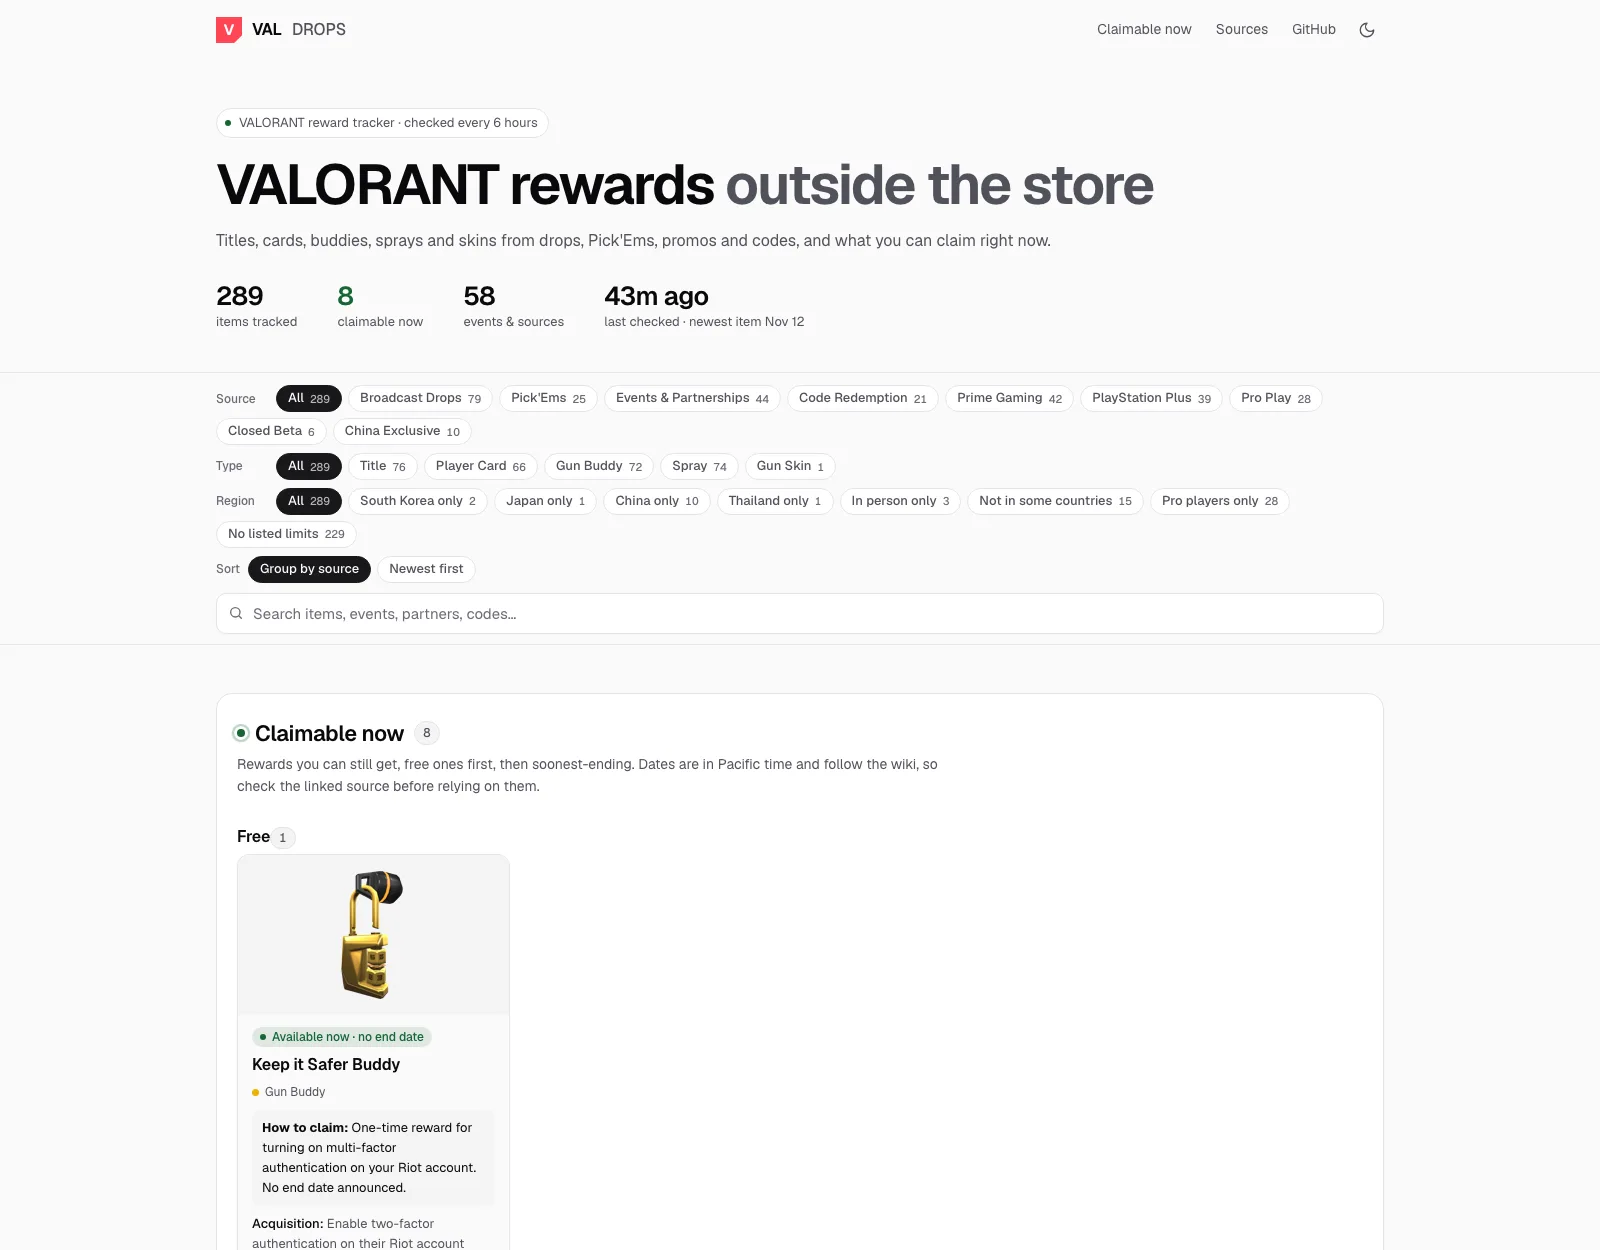 V VAL DROPS
Claimable now Sources GitHub
VALORANT reward tracker · checked every 6 hours
VALORANT rewards outside the store
Titles, cards, buddies, sprays and skins from drops, Pick'Ems, promos and codes, and what you can claim right now.
289 8 58 43m ago
items tracked claimable now events & sources last checked · newest item Nov 12
Source All 289 Broadcast Drops 79 Pick'Ems 25 Events & Partnerships 44 Code Redemption 21 Prime Gaming 42 PlayStation Plus 39 Pro Play 28
Closed Beta 6 China Exclusive 10
Type All 289 Title 76 Player Card 66 Gun Buddy 72 Spray 74 Gun Skin 1
Region All 289 South Korea only 2 Japan only 1 China only 10 Thailand only 1 In person only 3 Not in some countries 15 Pro players only 28
No listed limits 229
Sort Group by source Newest first
Search items, events, partners, codes...
Claimable now 8
Rewards you can still get, free ones first, then soonest-ending. Dates are in Pacific time and follow the wiki, so
check the linked source before relying on them.
Free 1
Available now · no end date
Keep it Safer Buddy
Gun Buddy
How to claim: One-time reward for
turning on multi-factor
authentication on your Riot account.
No end date announced.
Acquisition: Enable two-factor
authentication on their Riot account